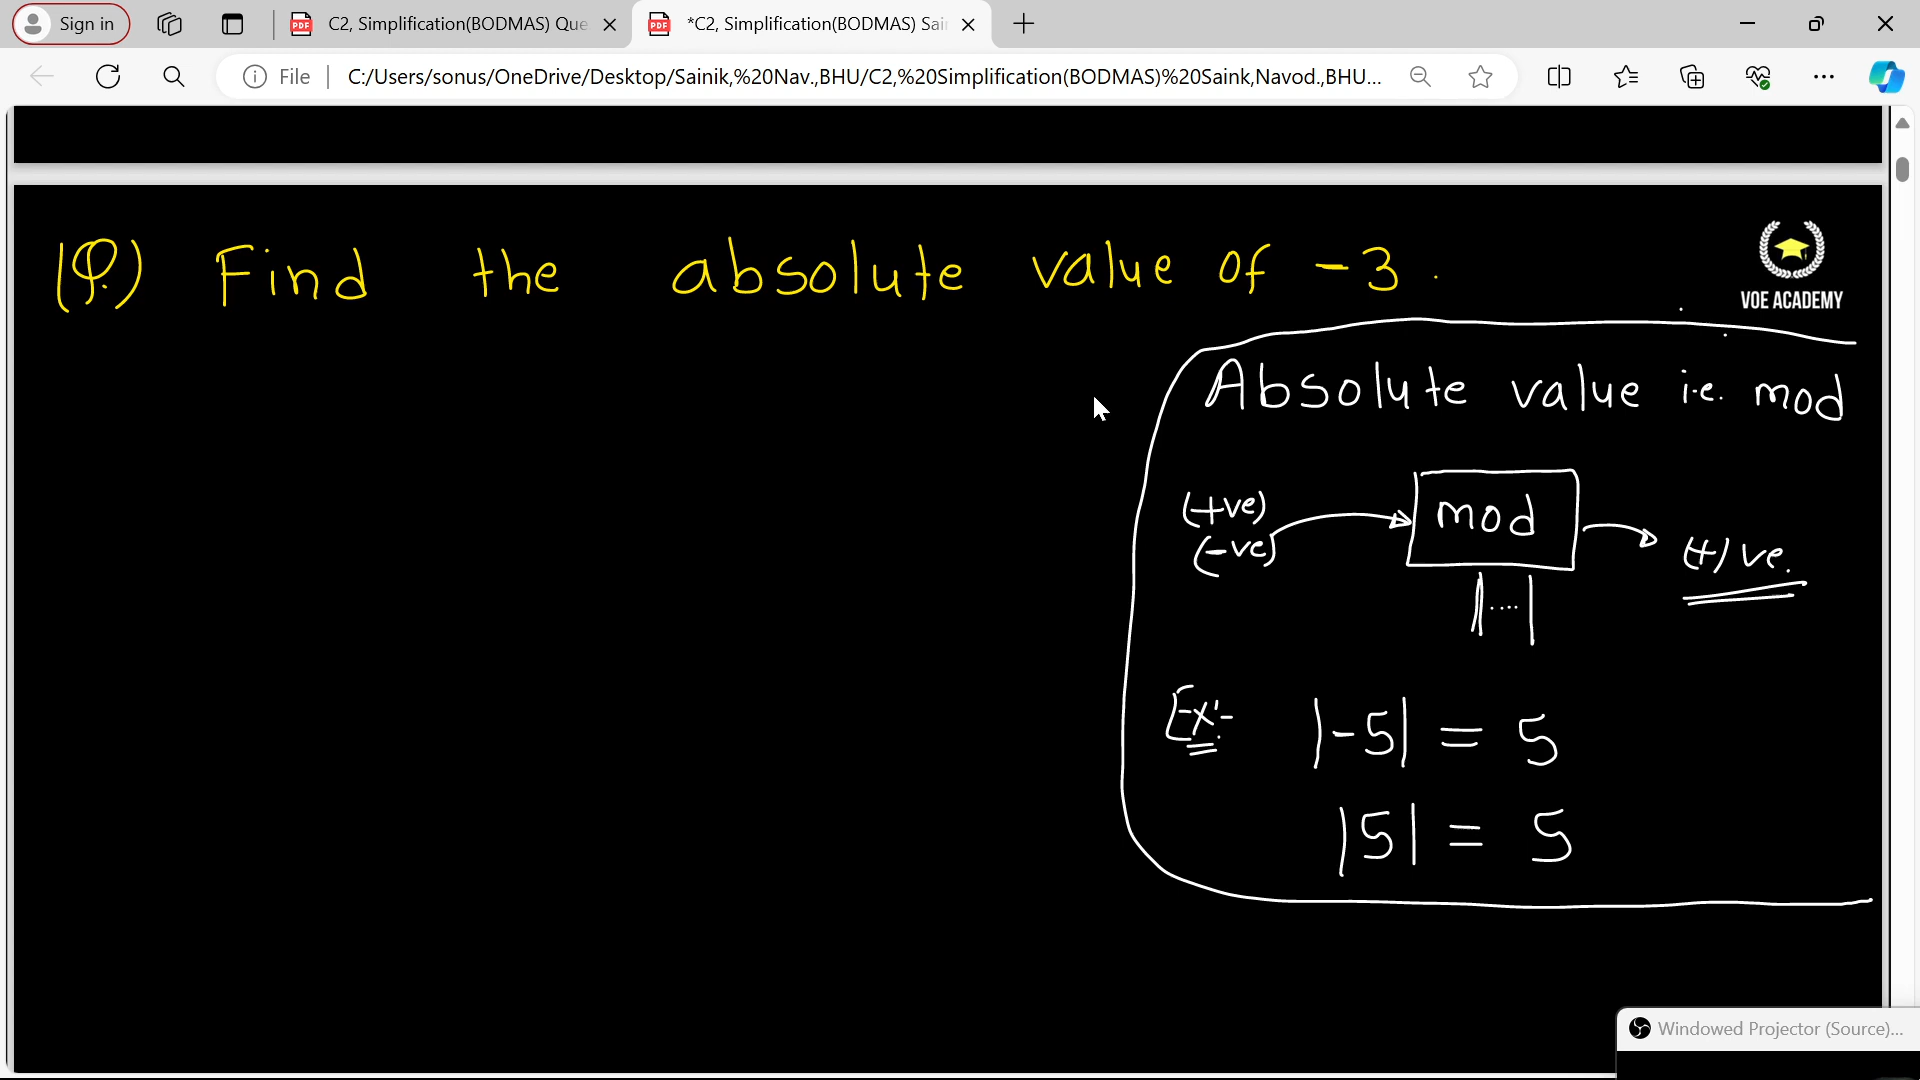 Sign in
C2, Simplification(BODMAS) Que
*C2, Simplification(BODMAS) Sai
File
C:/Users/sonus/OneDrive/Desktop/Sainik,%20Nav.,BHU/C2,%20Simplification(BODMAS)%20Saink,Navod.,BHU...
(Q.) Find the absolute value of -3.
VOE ACADEMY
Absolute value i.e. mod
(+ve)
(-ve)
mod
(+)ve.
|....|
Ex:-
|-5| = 5
|5| = 5
Windowed Projector (Source)...